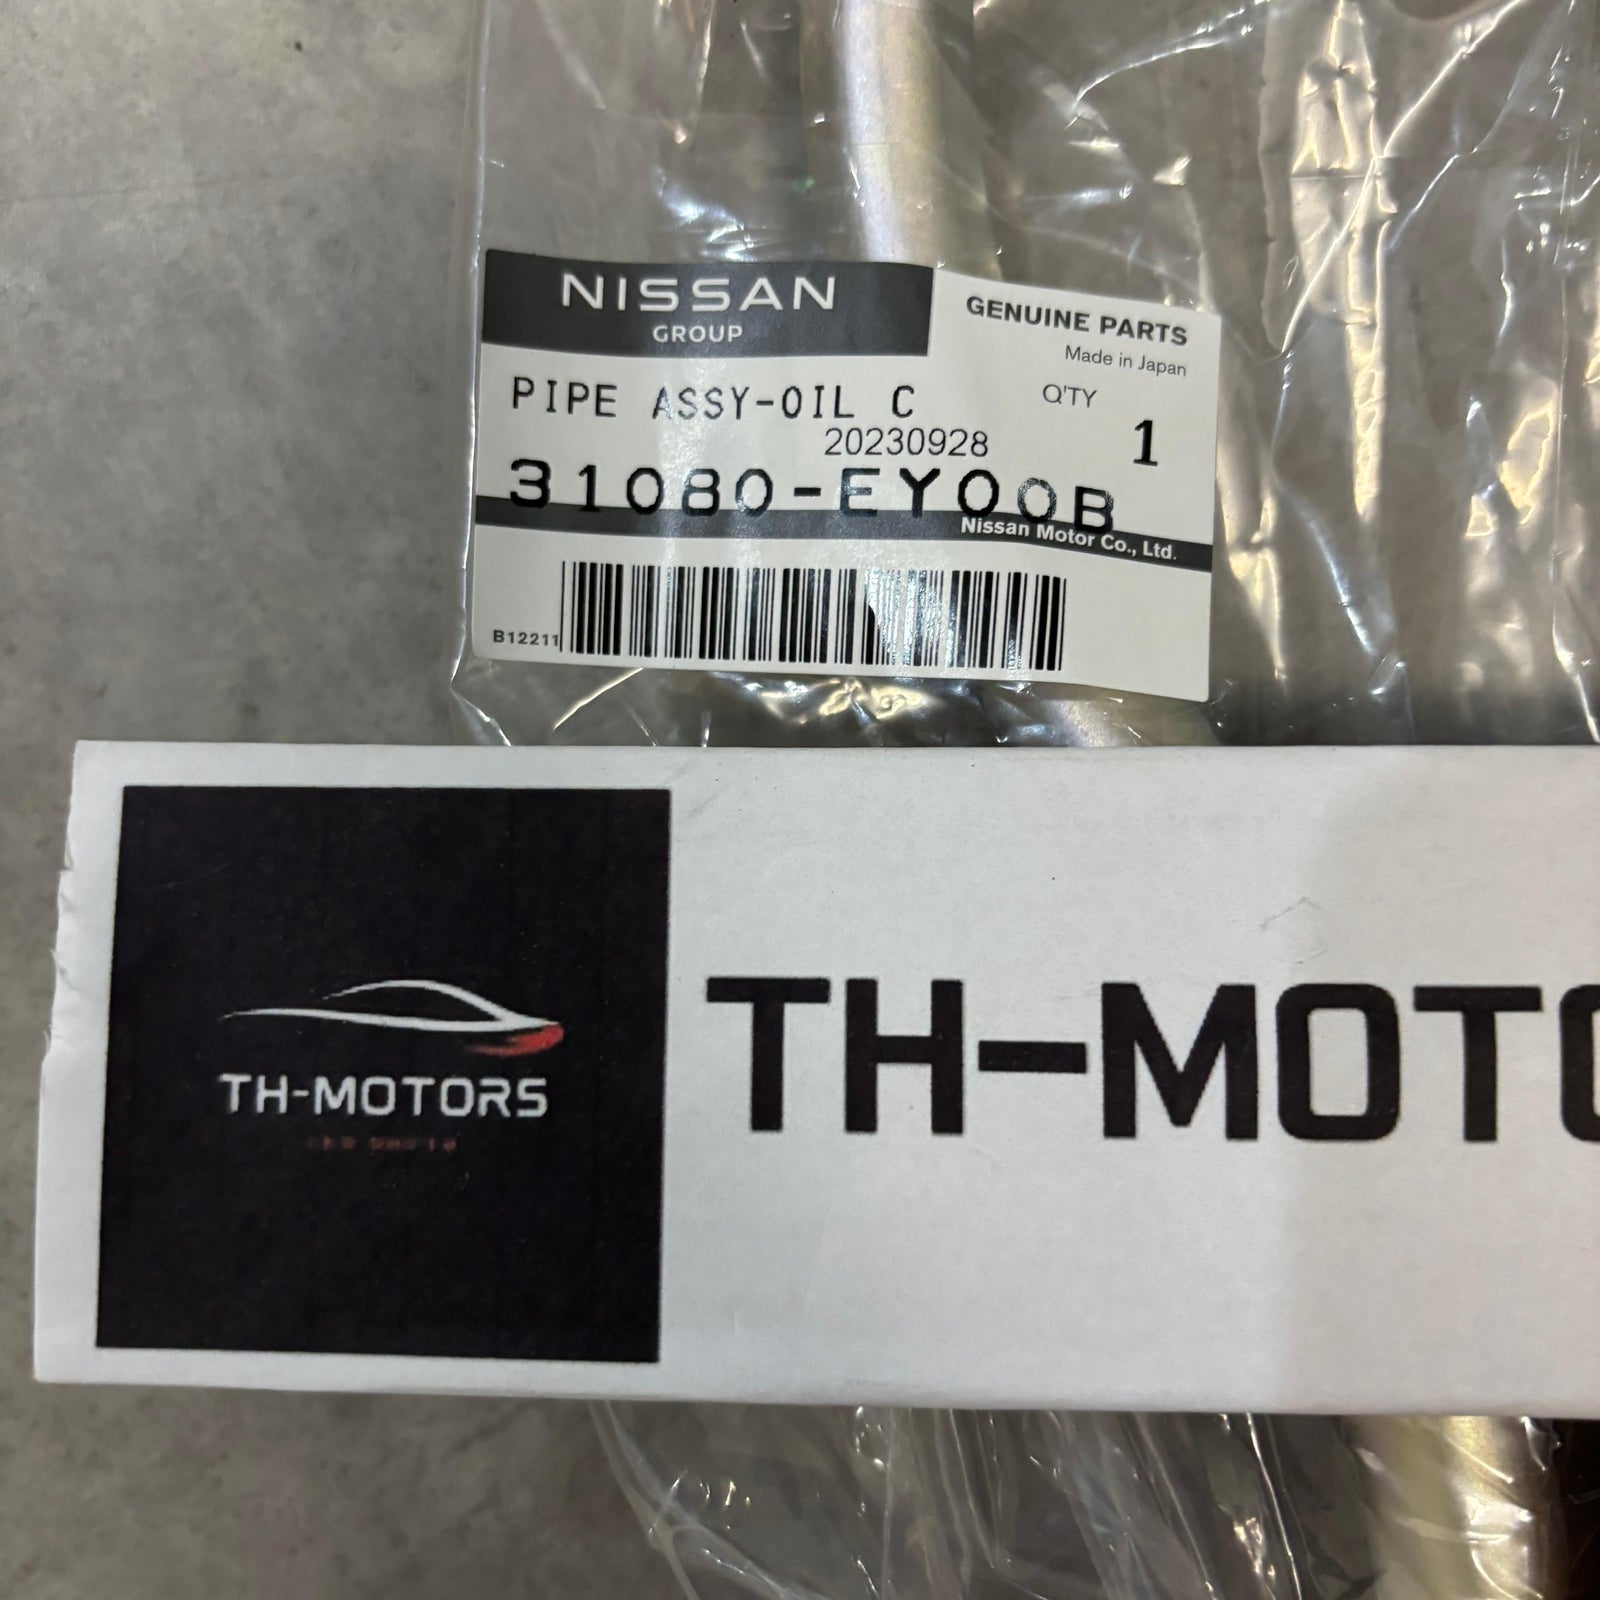 NISSAN
GROUP
GENUINE PARTS
Made in Japan
PIPE ASSY-OIL C
Q'TY
1
20230928
31080-EY00B
Nissan Motor Co., Ltd.
B12211
TH-MOTORS
TH-MOTO